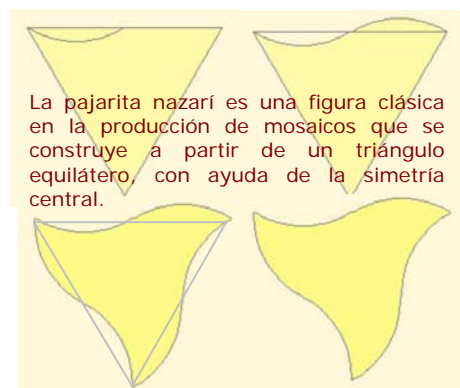 La pajarita nazarí es una figura clásica
en la producción de mosaicos que se
construye a partir de un triángulo
equilátero, con ayuda de la simetría
central.